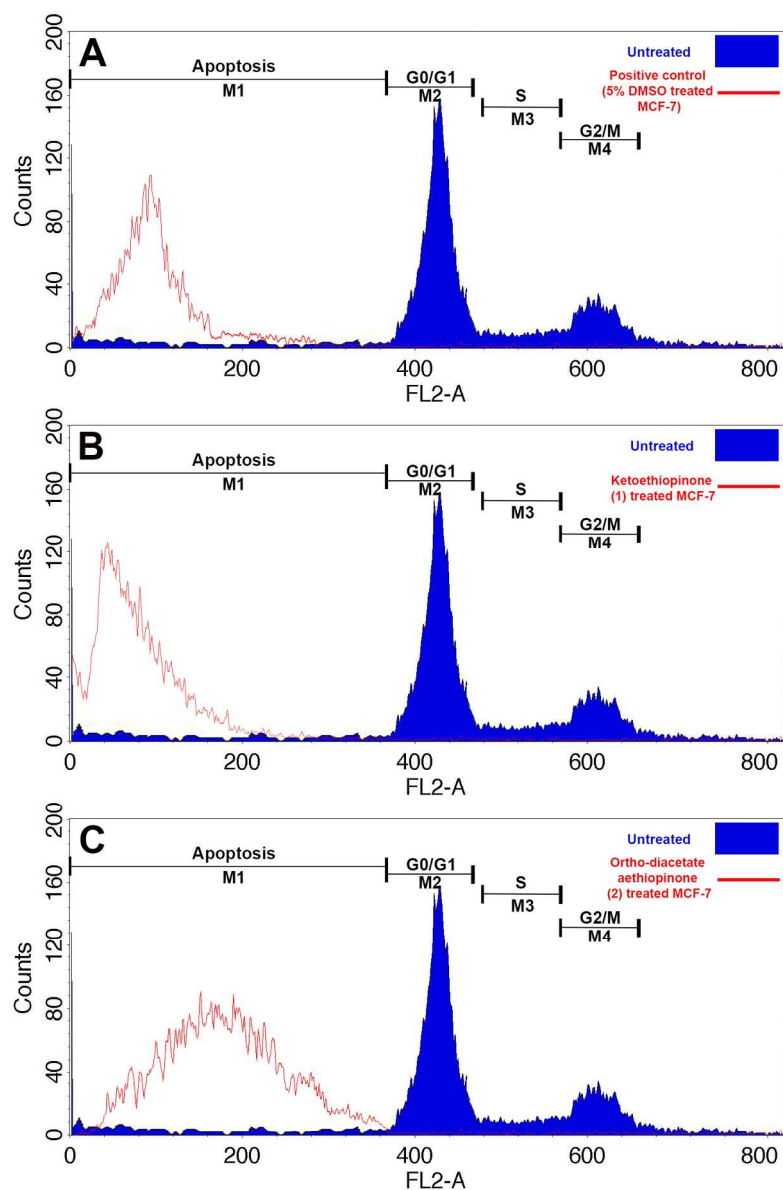 A
200
160
120
80
40
0
Counts
Apoptosis
M1
G0/G1
M2
S
M3
G2/M
M4
Untreated
Positive control
(5% DMSO treated
MCF-7)
0 200 400 600 800
FL2-A
B
200
160
120
80
40
0
Counts
Apoptosis
M1
G0/G1
M2
S
M3
G2/M
M4
Untreated
Ketoethiopinone
(1) treated MCF-7
0 200 400 600 800
FL2-A
C
200
160
120
80
40
0
Counts
Apoptosis
M1
G0/G1
M2
S
M3
G2/M
M4
Untreated
Ortho-diacetate
aethiopinone
(2) treated MCF-7
0 200 400 600 800
FL2-A